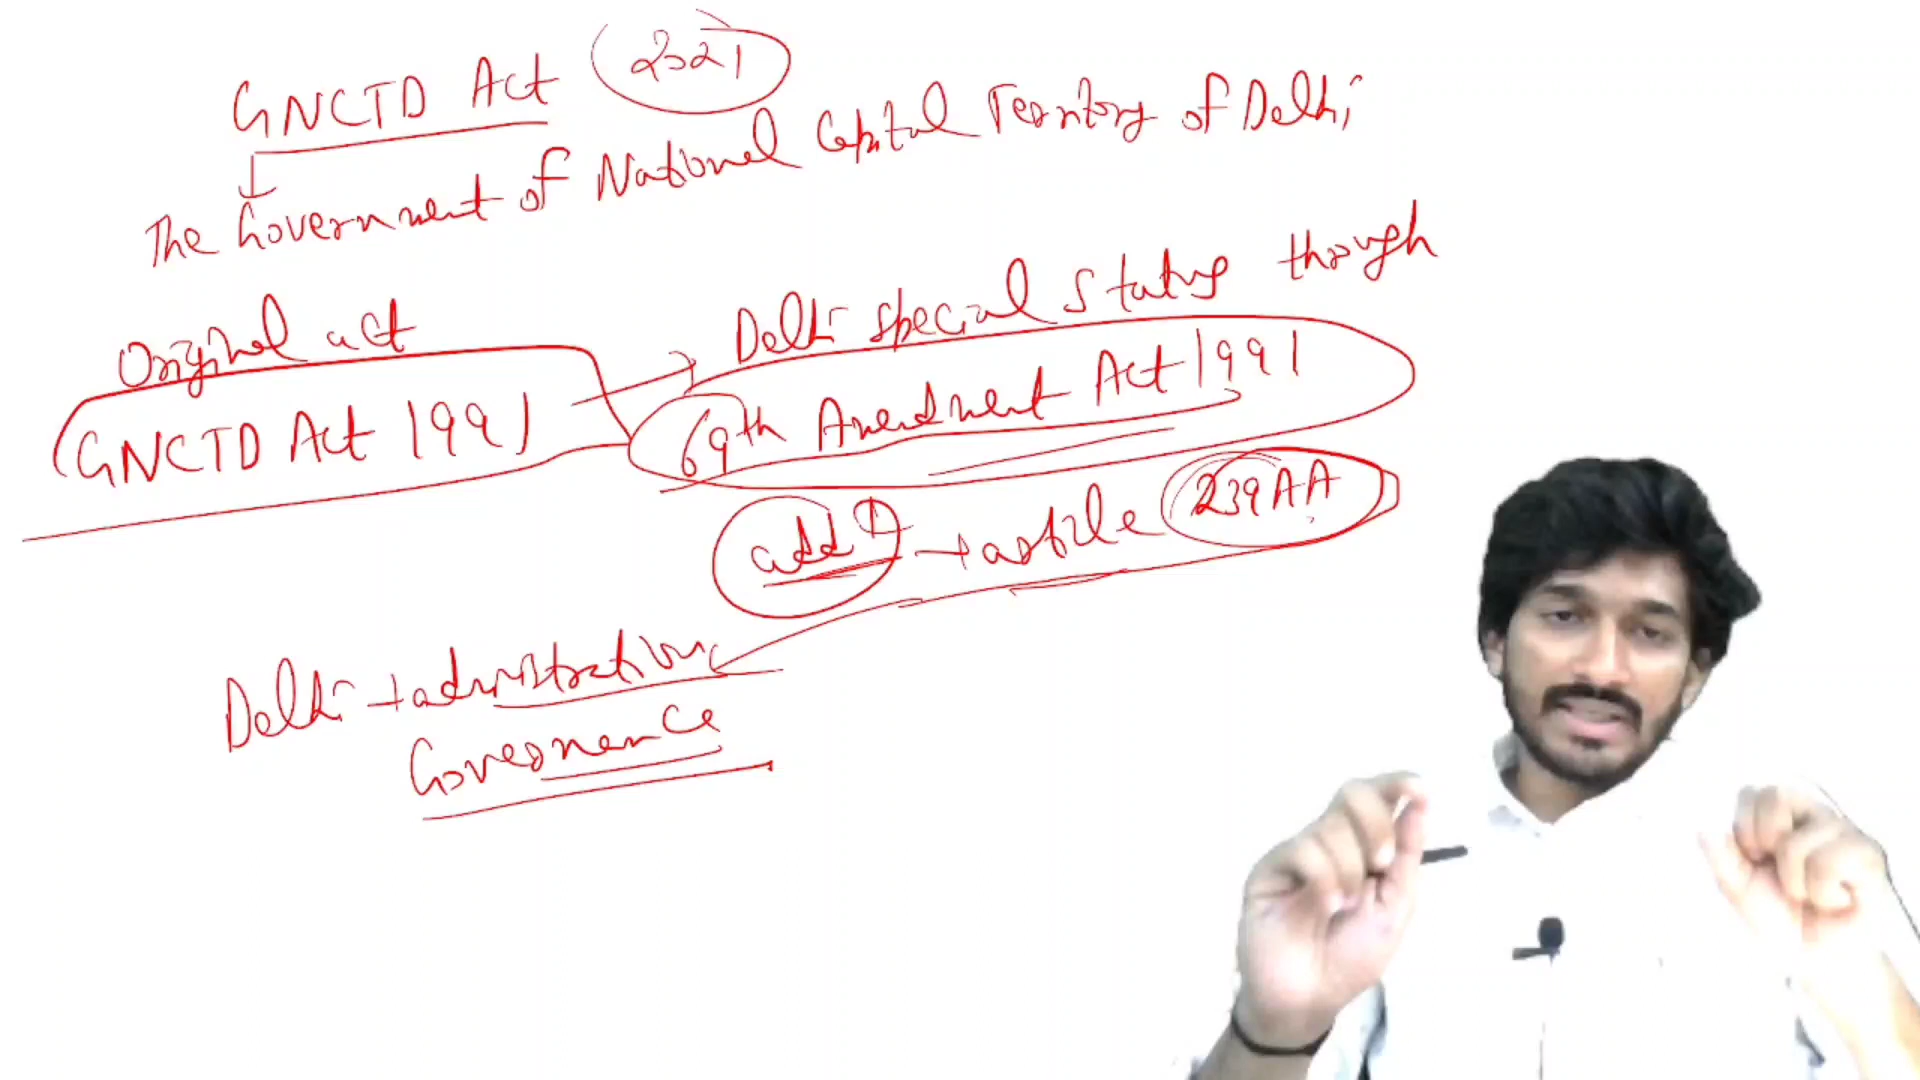 GNCTD Act 2021
The Government of National Capital Territory of Delhi
Original act
GNCTD Act 1991
Delhi special status through
69th Amendment Act 1991
add → article 239AA
Delhi → administration
Governence